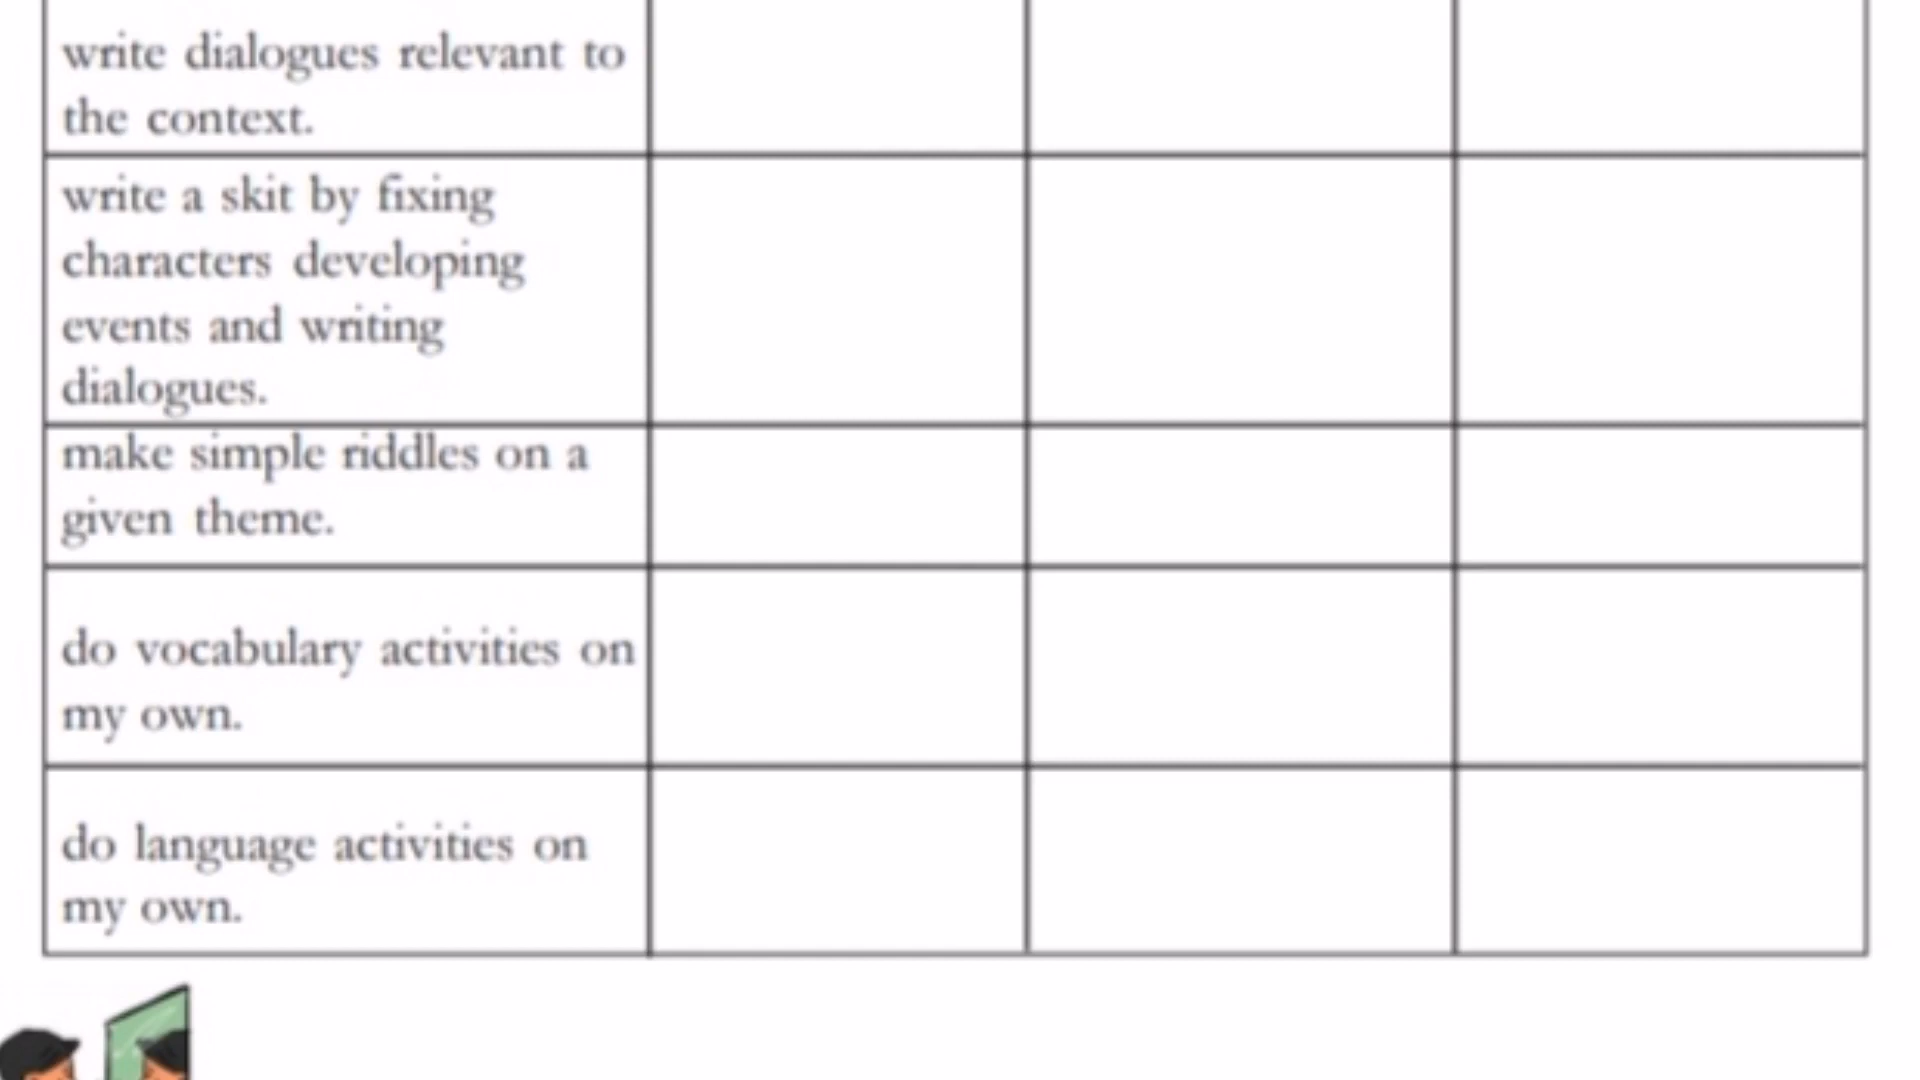 write dialogues relevant to
the context.
write a skit by fixing
characters developing
events and writing
dialogues.
make simple riddles on a
given theme.
do vocabulary activities on
my own.
do language activities on
my own.